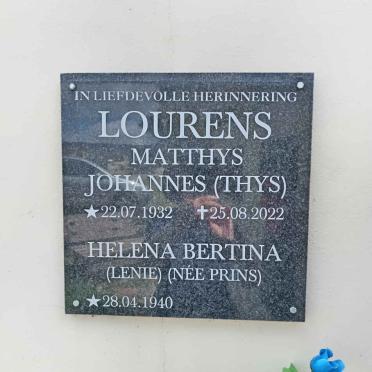 IN LIEFDEVOLLE HERINNERING
LOURENS
MATTHYS
JOHANNES (THYS)
★22.07.1932 ✝25.08.2022
HELENA BERTINA
(LENIE) (NÉE PRINS)
★28.04.1940